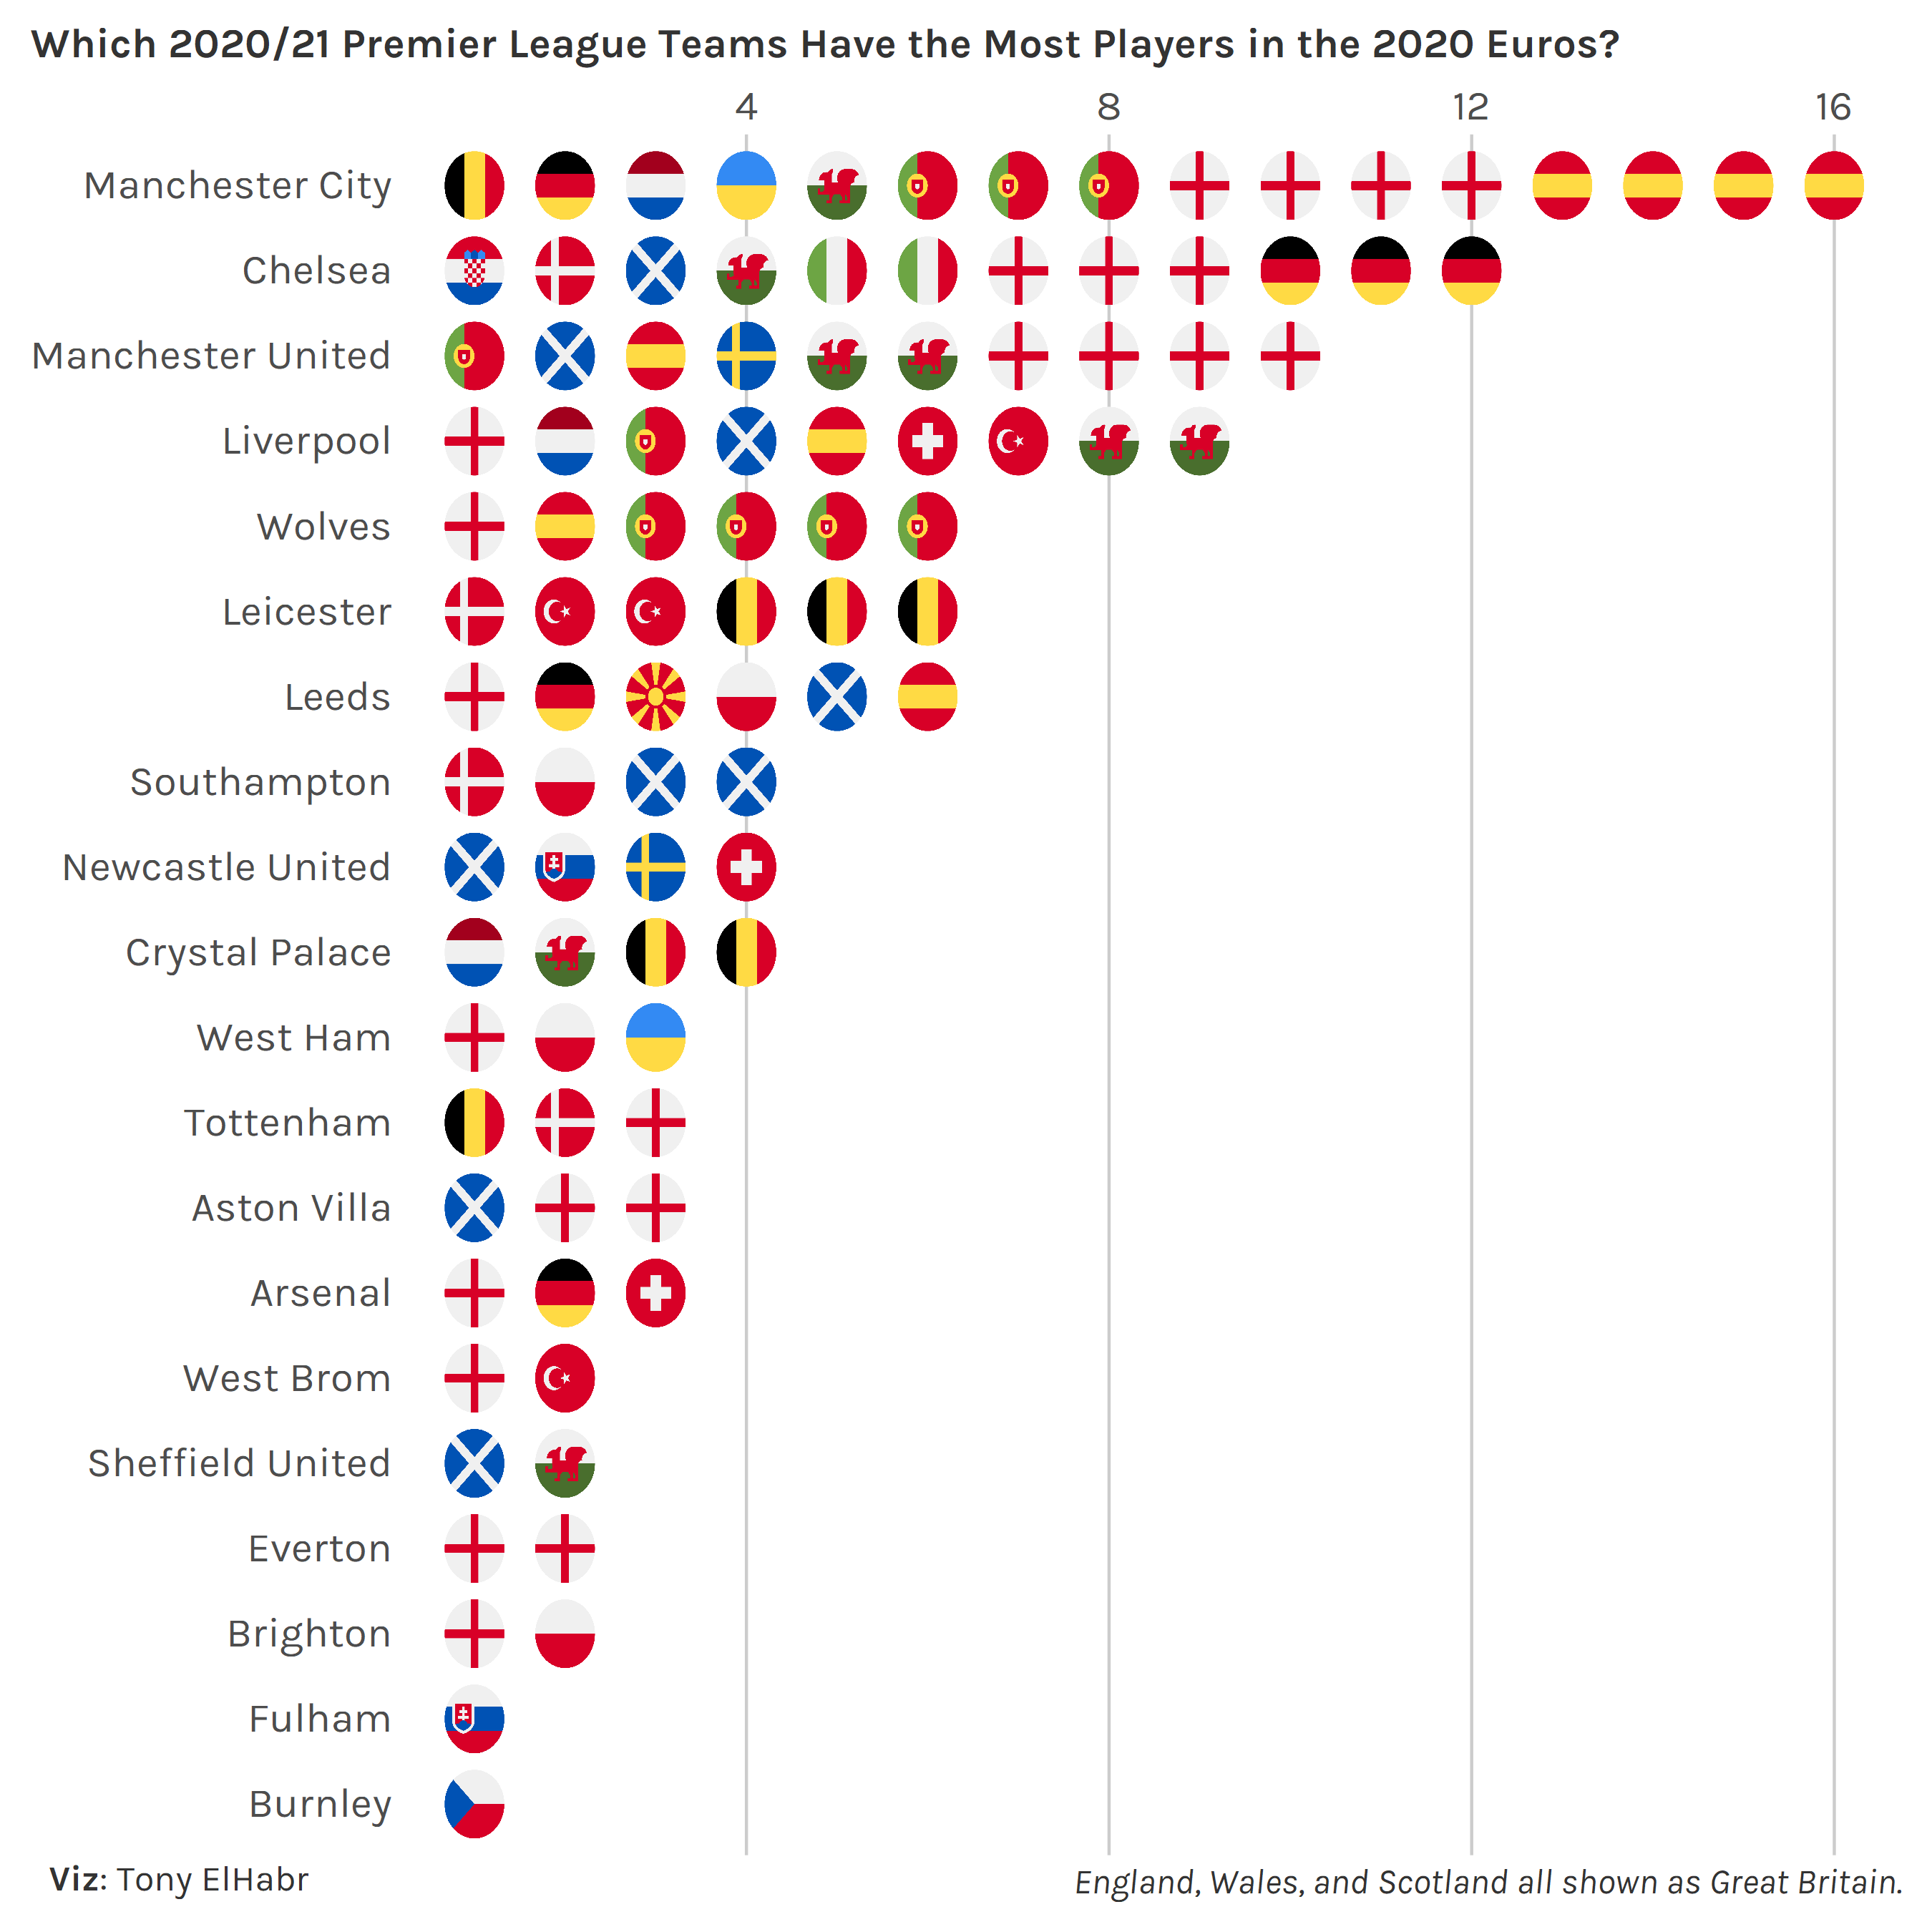 Which 2020/21 Premier League Teams Have the Most Players in the 2020 Euros?
4 8 12 16
Manchester City
Chelsea
Manchester United
Liverpool
Wolves
Leicester
Leeds
Southampton
Newcastle United
Crystal Palace
West Ham
Tottenham
Aston Villa
Arsenal
West Brom
Sheffield United
Everton
Brighton
Fulham
Burnley
Viz: Tony ElHabr
England, Wales, and Scotland all shown as Great Britain.